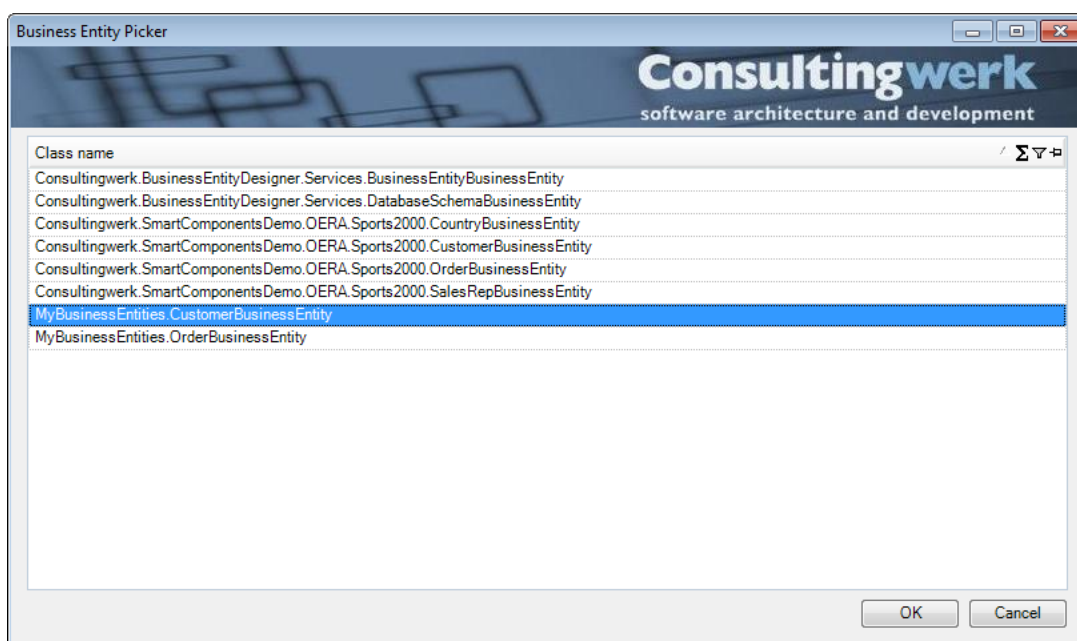 Business Entity Picker
Consultingwerk
software architecture and development
Class name
Consultingwerk.BusinessEntityDesigner.Services.BusinessEntityBusinessEntity
Consultingwerk.BusinessEntityDesigner.Services.DatabaseSchemaBusinessEntity
Consultingwerk.SmartComponentsDemo.OERA.Sports2000.CountryBusinessEntity
Consultingwerk.SmartComponentsDemo.OERA.Sports2000.CustomerBusinessEntity
Consultingwerk.SmartComponentsDemo.OERA.Sports2000.OrderBusinessEntity
Consultingwerk.SmartComponentsDemo.OERA.Sports2000.SalesRepBusinessEntity
MyBusinessEntities.CustomerBusinessEntity
MyBusinessEntities.OrderBusinessEntity
OK Cancel